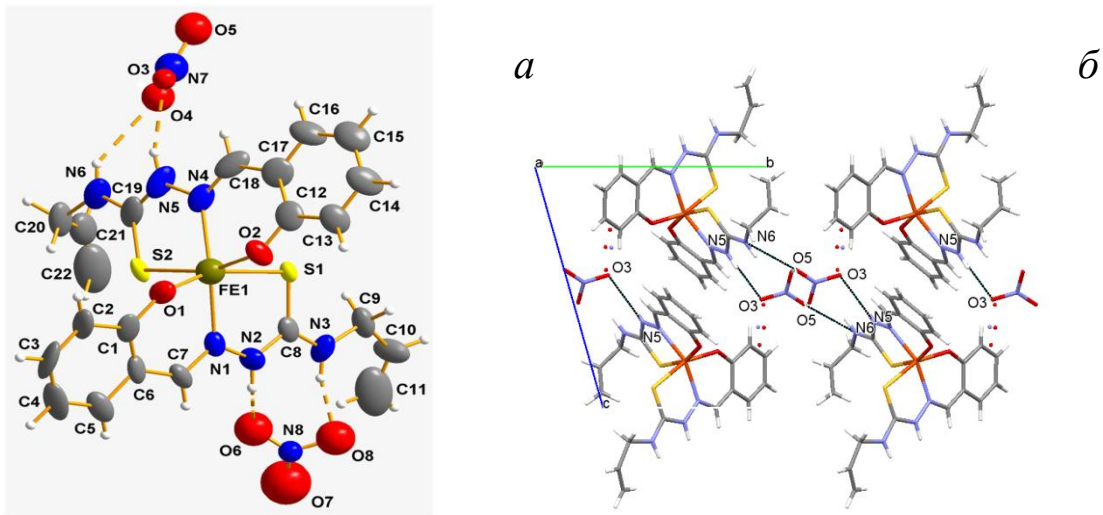 O5
O3
N7
O4
C16
C17
C15
N6
C19
N4
C18
C12
C14
N5
C20
C21
O2
C13
C22
S2
S1
FE1
O1
C2
C9
C3
C1
C7
N2
N3
C10
N1
C8
C4
C6
C11
C5
O6
N8
O8
O7
а
a
b
N5
N6
N5
O5
O3
O3
O3
O3
O5
N5
N5
N6
c
б